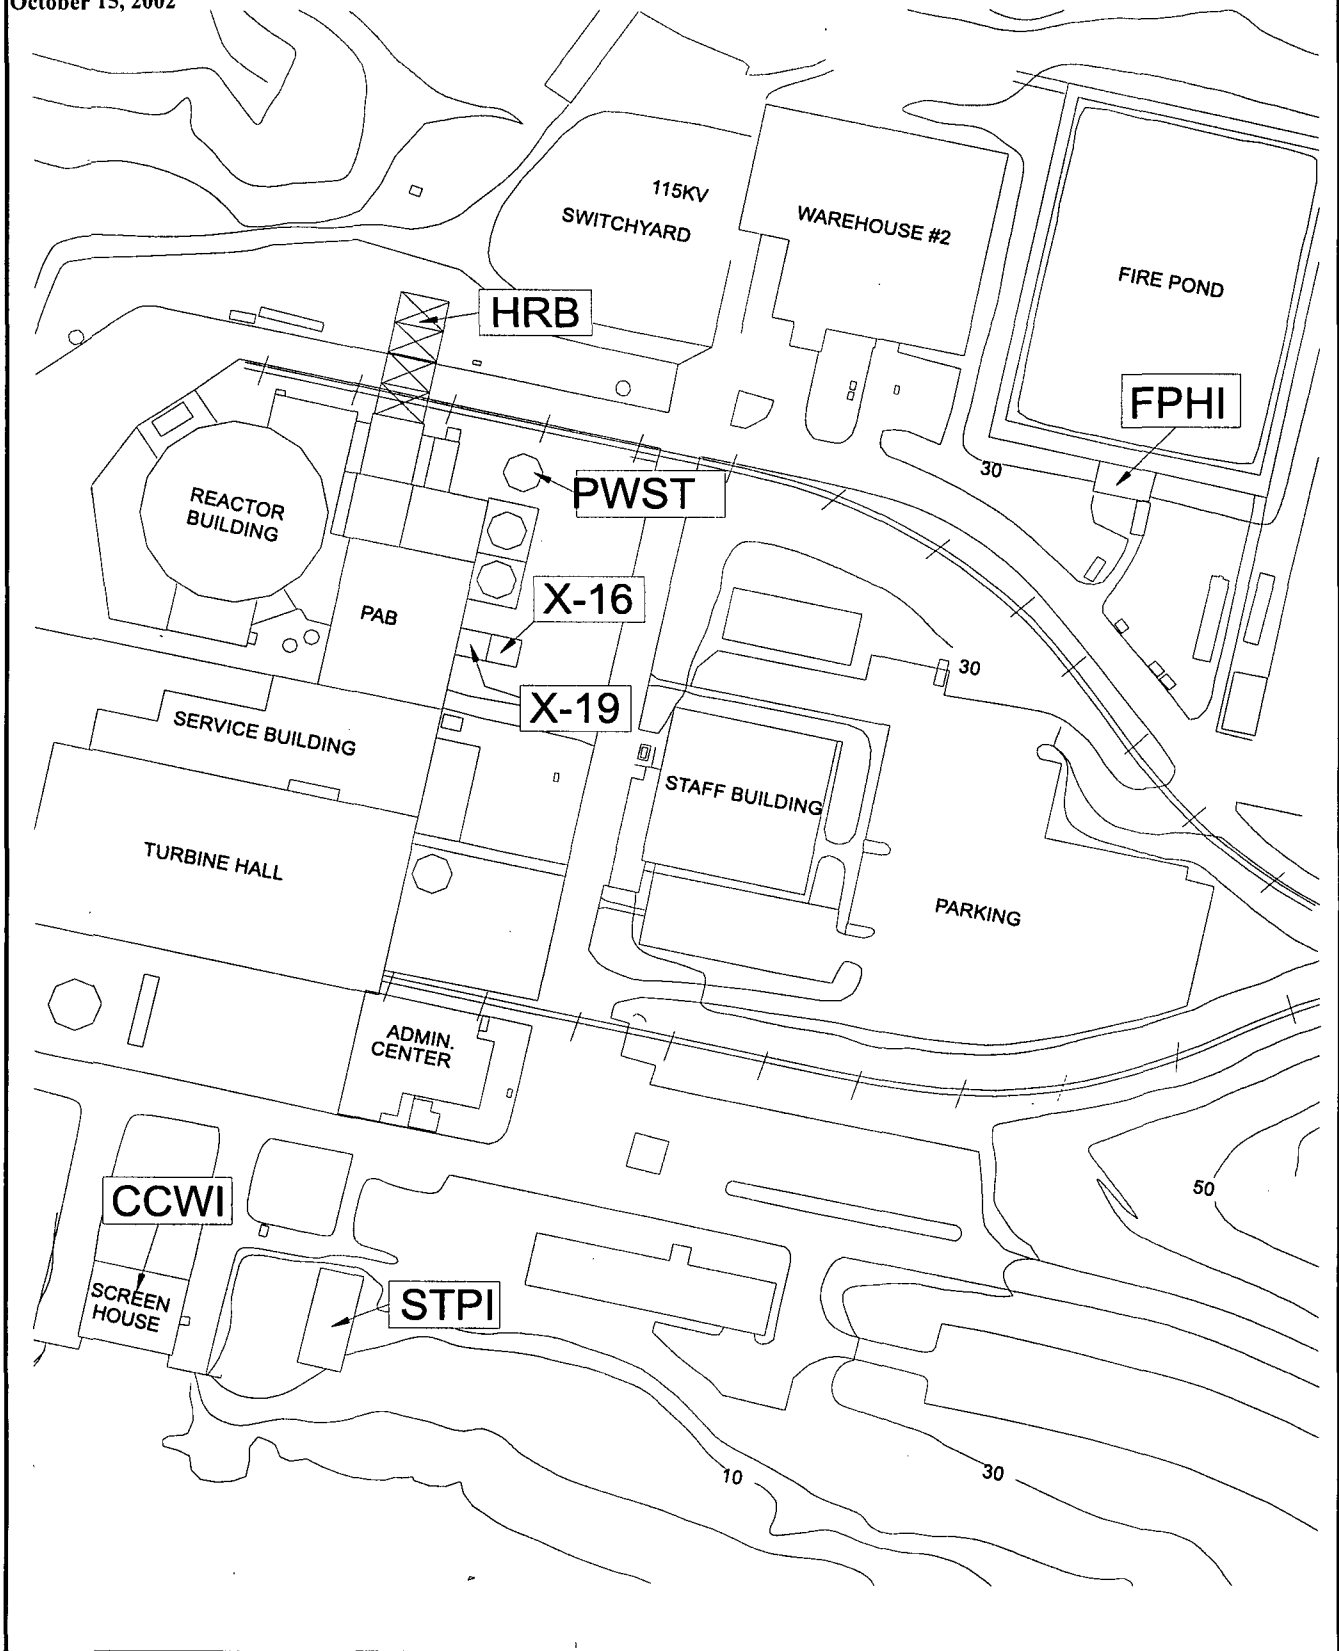 October 15, 2002
115KV
SWITCHYARD
WAREHOUSE #2
FIRE POND
HRB
FPHI
30
PWST
REACTOR
BUILDING
X-16
PAB
30
X-19
SERVICE BUILDING
STAFF BUILDING
TURBINE HALL
PARKING
ADMIN.
CENTER
50
CCWI
SCREEN
HOUSE
STPI
10
30